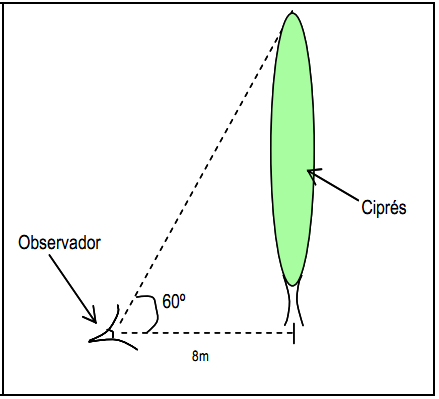 Ciprés
Observador
60º
8m